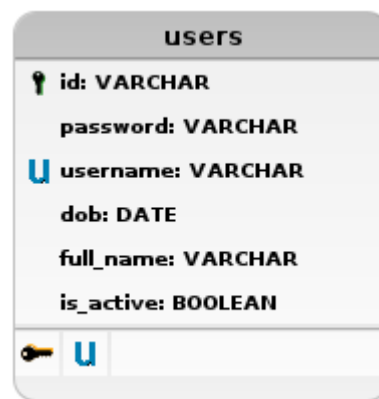 users
id: VARCHAR
password: VARCHAR
U username: VARCHAR
dob: DATE
full_name: VARCHAR
is_active: BOOLEAN
U